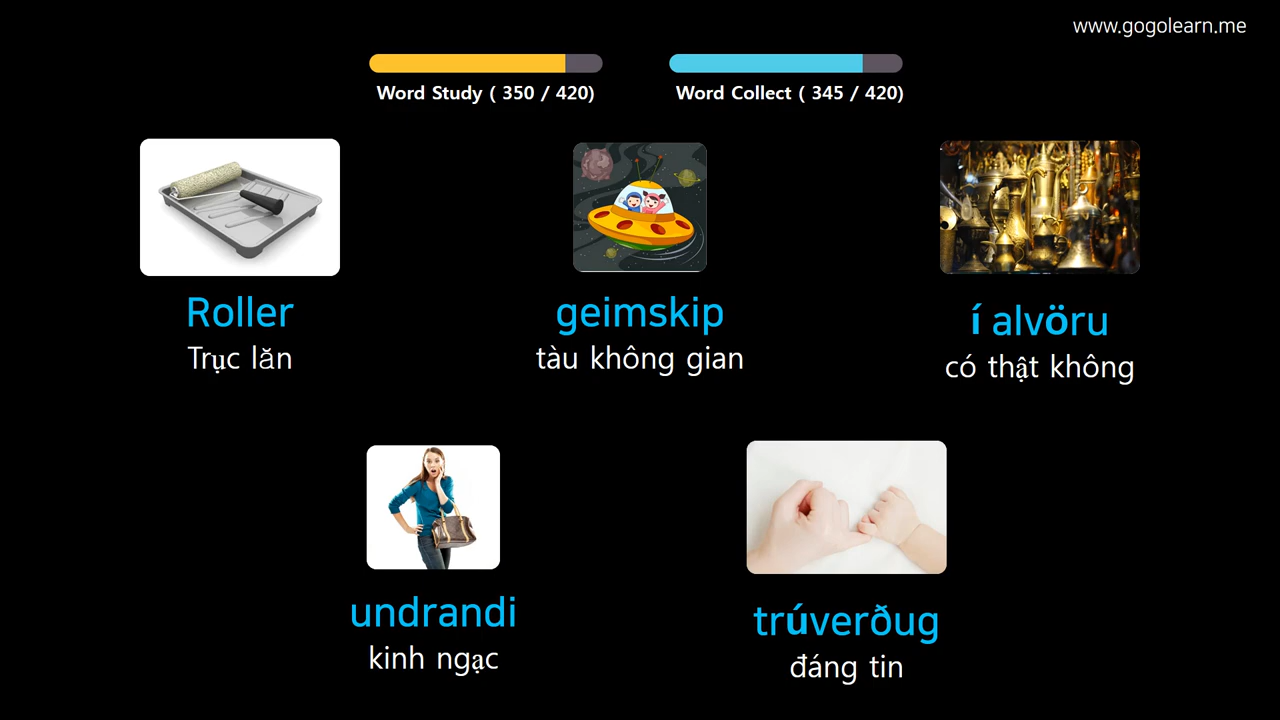 www.gogolearn.me
Word Study ( 350 / 420)
Word Collect ( 345 / 420)
Roller
Trục lăn
geimskip
tàu không gian
í alvöru
có thật không
undrandi
kinh ngạc
trúverðug
đáng tin